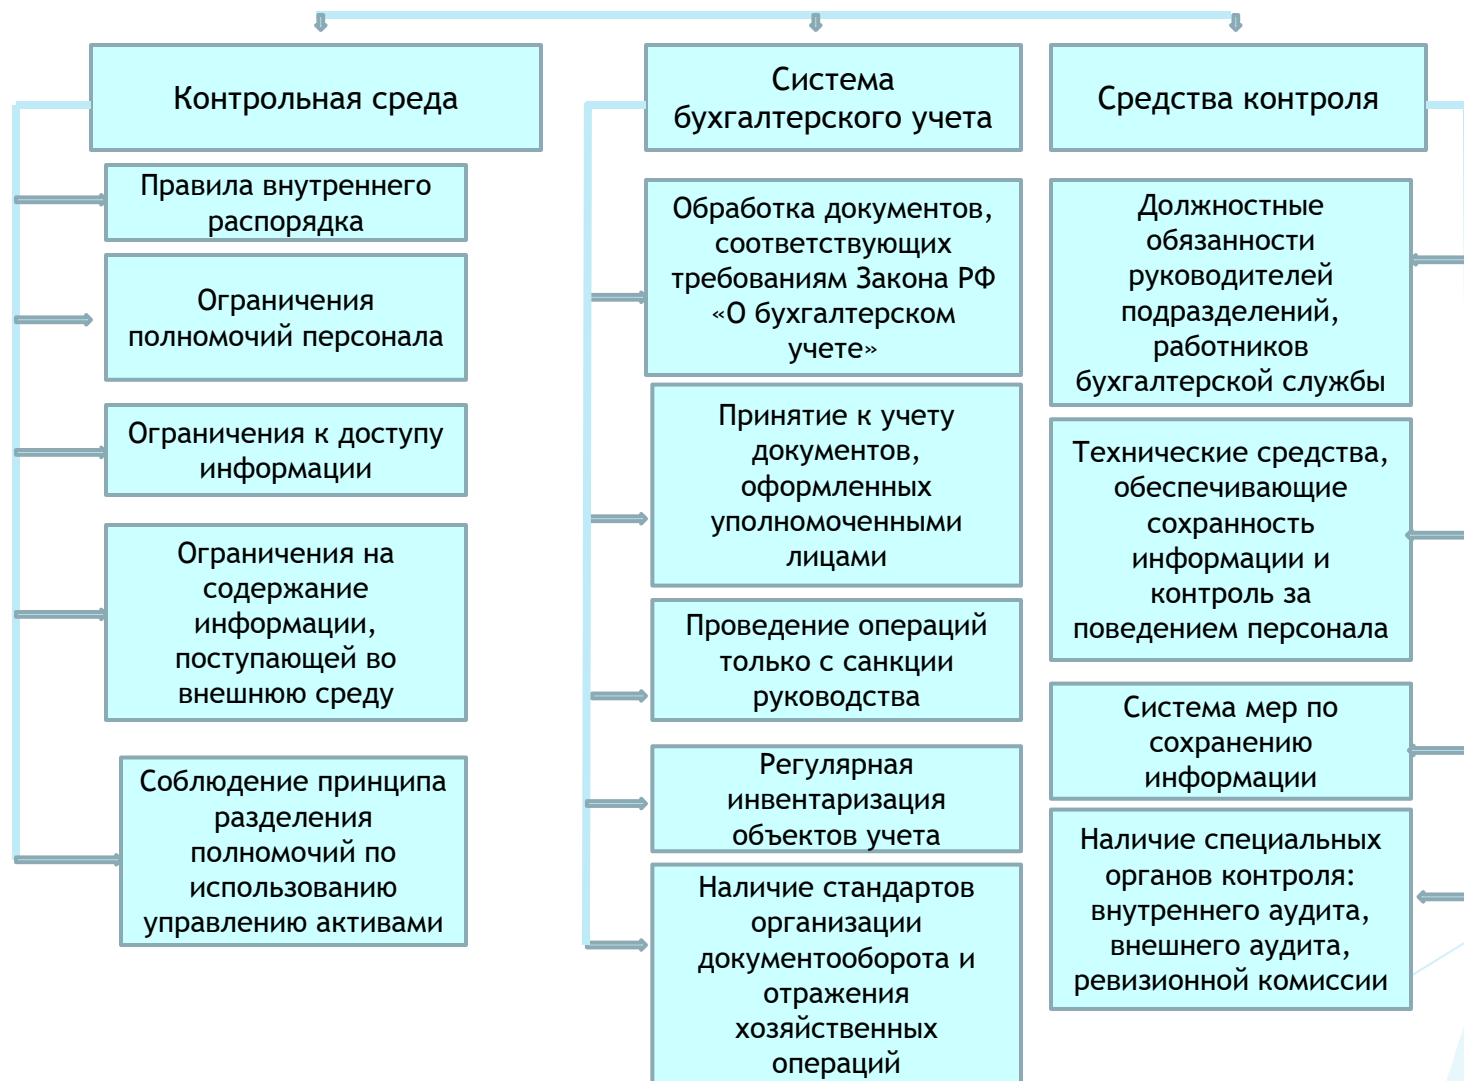 Контрольная среда
Правила внутреннего
распорядка
Ограничения
полномочий персонала
Ограничения к доступу
информации
Ограничения на
содержание
информации,
поступающей во
внешнюю среду
Соблюдение принципа
разделения
полномочий по
использованию
управлению активами
Система
бухгалтерского учета
Обработка документов,
соответствующих
требованиям Закона РФ
«О бухгалтерском
учете»
Принятие к учету
документов,
оформленных
уполномоченными
лицами
Проведение операций
только с санкции
руководства
Регулярная
инвентаризация
объектов учета
Наличие стандартов
организации
документооборота и
отражения
хозяйственных
операций
Средства контроля
Должностные
обязанности
руководителей
подразделений,
работников
бухгалтерской службы
Технические средства,
обеспечивающие
сохранность
информации и
контроль за
поведением персонала
Система мер по
сохранению
информации
Наличие специальных
органов контроля:
внутреннего аудита,
внешнего аудита,
ревизионной комиссии